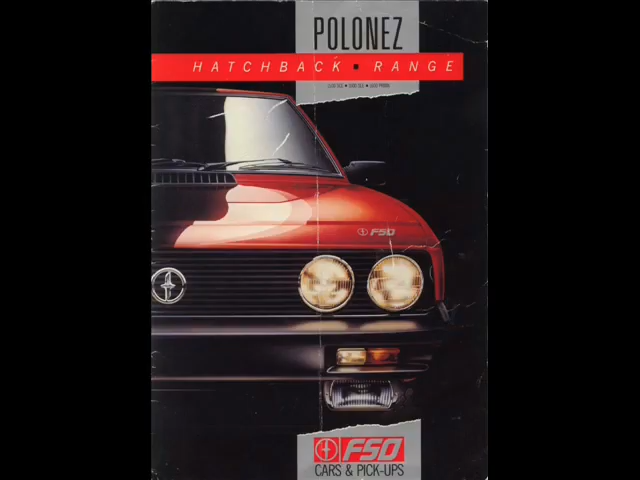 POLONEZ
HATCHBACK ▪ RANGE
FSO
FSO
CARS & PICK-UPS